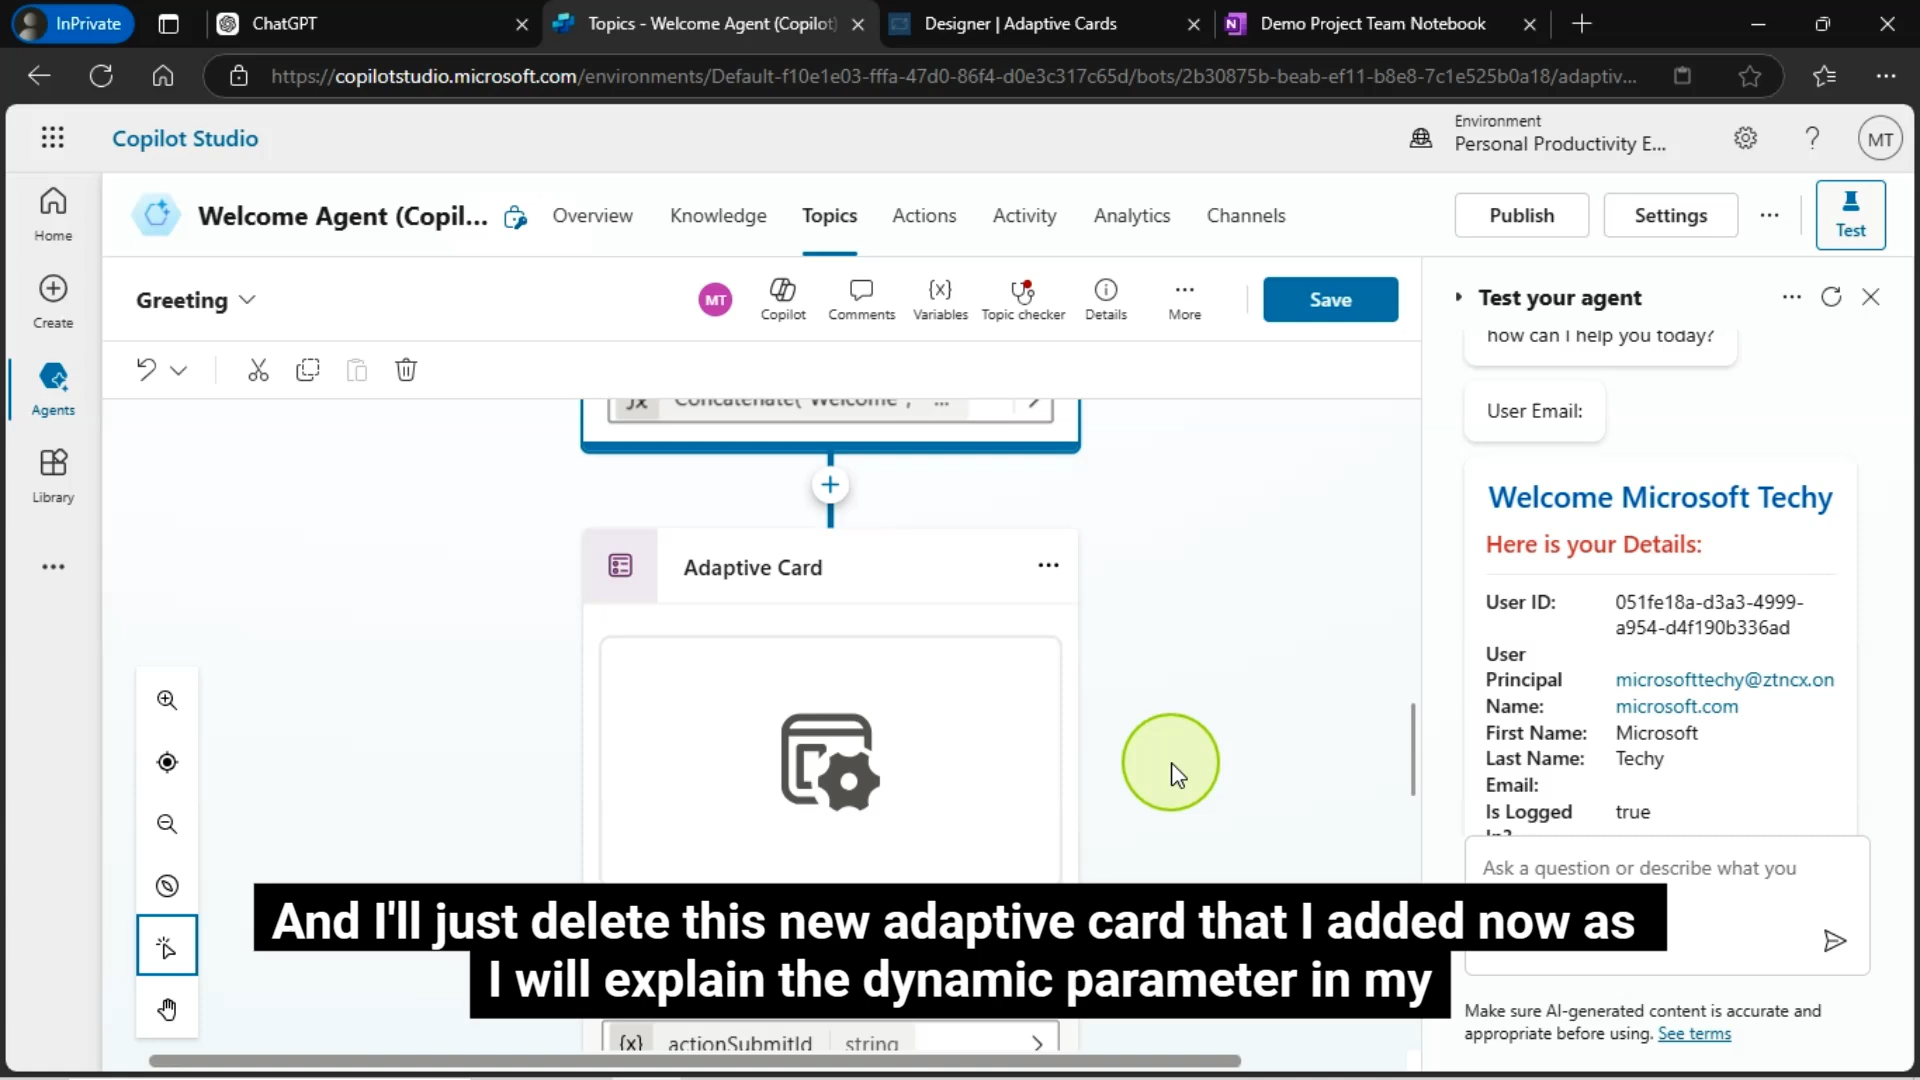 InPrivate
ChatGPT
Topics - Welcome Agent (Copilot)
Designer | Adaptive Cards
Demo Project Team Notebook
https://copilotstudio.microsoft.com/environments/Default-f10e1e03-fffa-47d0-86f4-d0e3c317c65d/bots/2b30875b-beab-ef11-b8e8-7c1e525b0a18/adaptiv...
Copilot Studio
Environment
Personal Productivity E...
MT
Home
Create
Agents
Library
Welcome Agent (Copil...
Overview
Knowledge
Topics
Actions
Activity
Analytics
Channels
Publish
Settings
Test
Greeting
MT
Copilot
Comments
Variables
Topic checker
Details
More
Save
Concatenate("Welcome", ...
Adaptive Card
{x} actionSubmitId string
Test your agent
how can I help you today?
User Email:
Welcome Microsoft Techy
Here is your Details:
User ID: 051fe18a-d3a3-4999-
a954-d4f190b336ad
User
Principal microsofttechy@ztncx.on
Name: microsoft.com
First Name: Microsoft
Last Name: Techy
Email:
Is Logged true
In?
Ask a question or describe what you
Make sure AI-generated content is accurate and
appropriate before using. See terms
And I'll just delete this new adaptive card that I added now as
I will explain the dynamic parameter in my